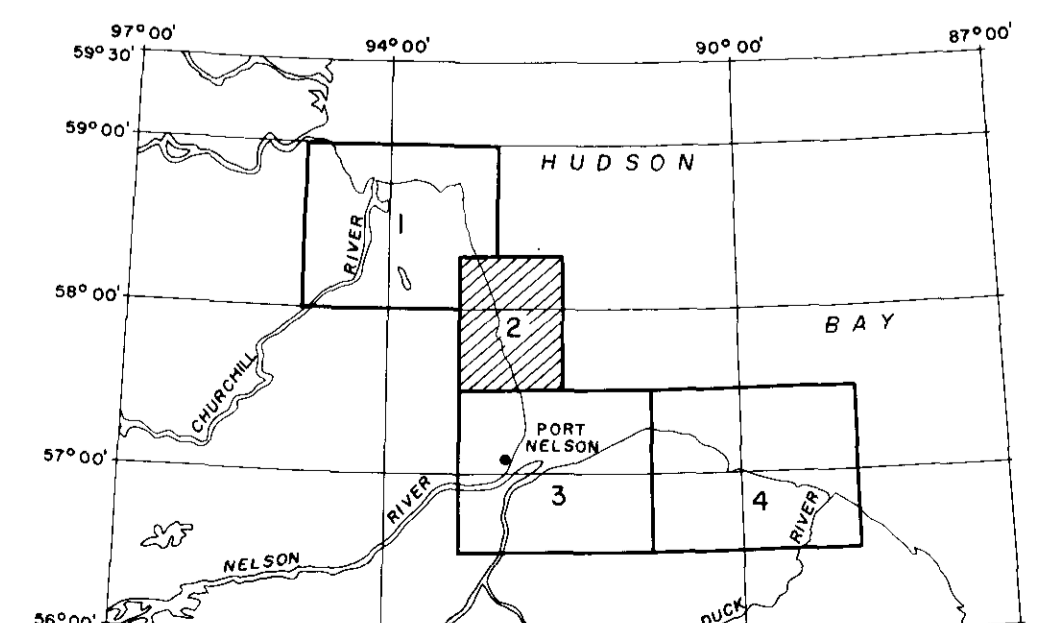 97°00'
94°00'
90°00'
87°00'
59°30'
59°00'
HUDSON
RIVER
1
58°00'
BAY
2
CHURCHILL
PORT
NELSON
57°00'
RIVER
3
4
RIVER
NELSON
DUCK
56°00'